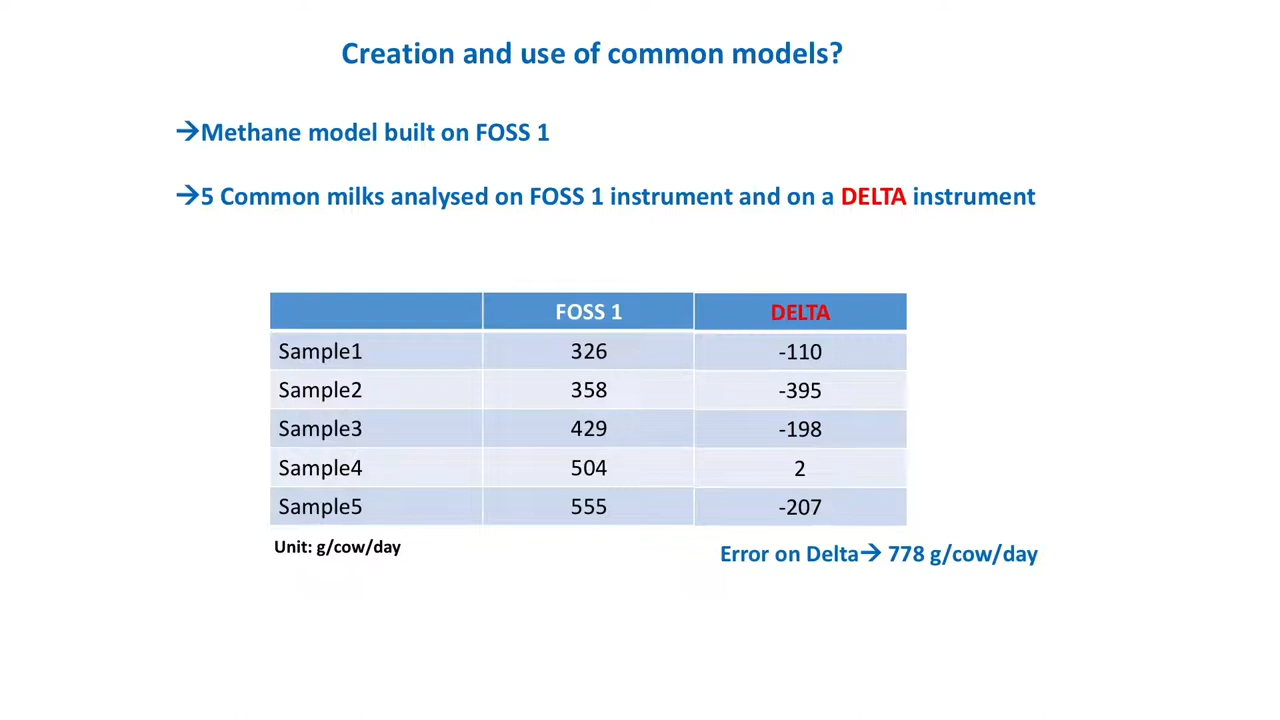 Creation and use of common models?
→Methane model built on FOSS 1
→5 Common milks analysed on FOSS 1 instrument and on a DELTA instrument
FOSS 1 DELTA
Sample1 326 -110
Sample2 358 -395
Sample3 429 -198
Sample4 504 2
Sample5 555 -207
Unit: g/cow/day
Error on Delta→ 778 g/cow/day